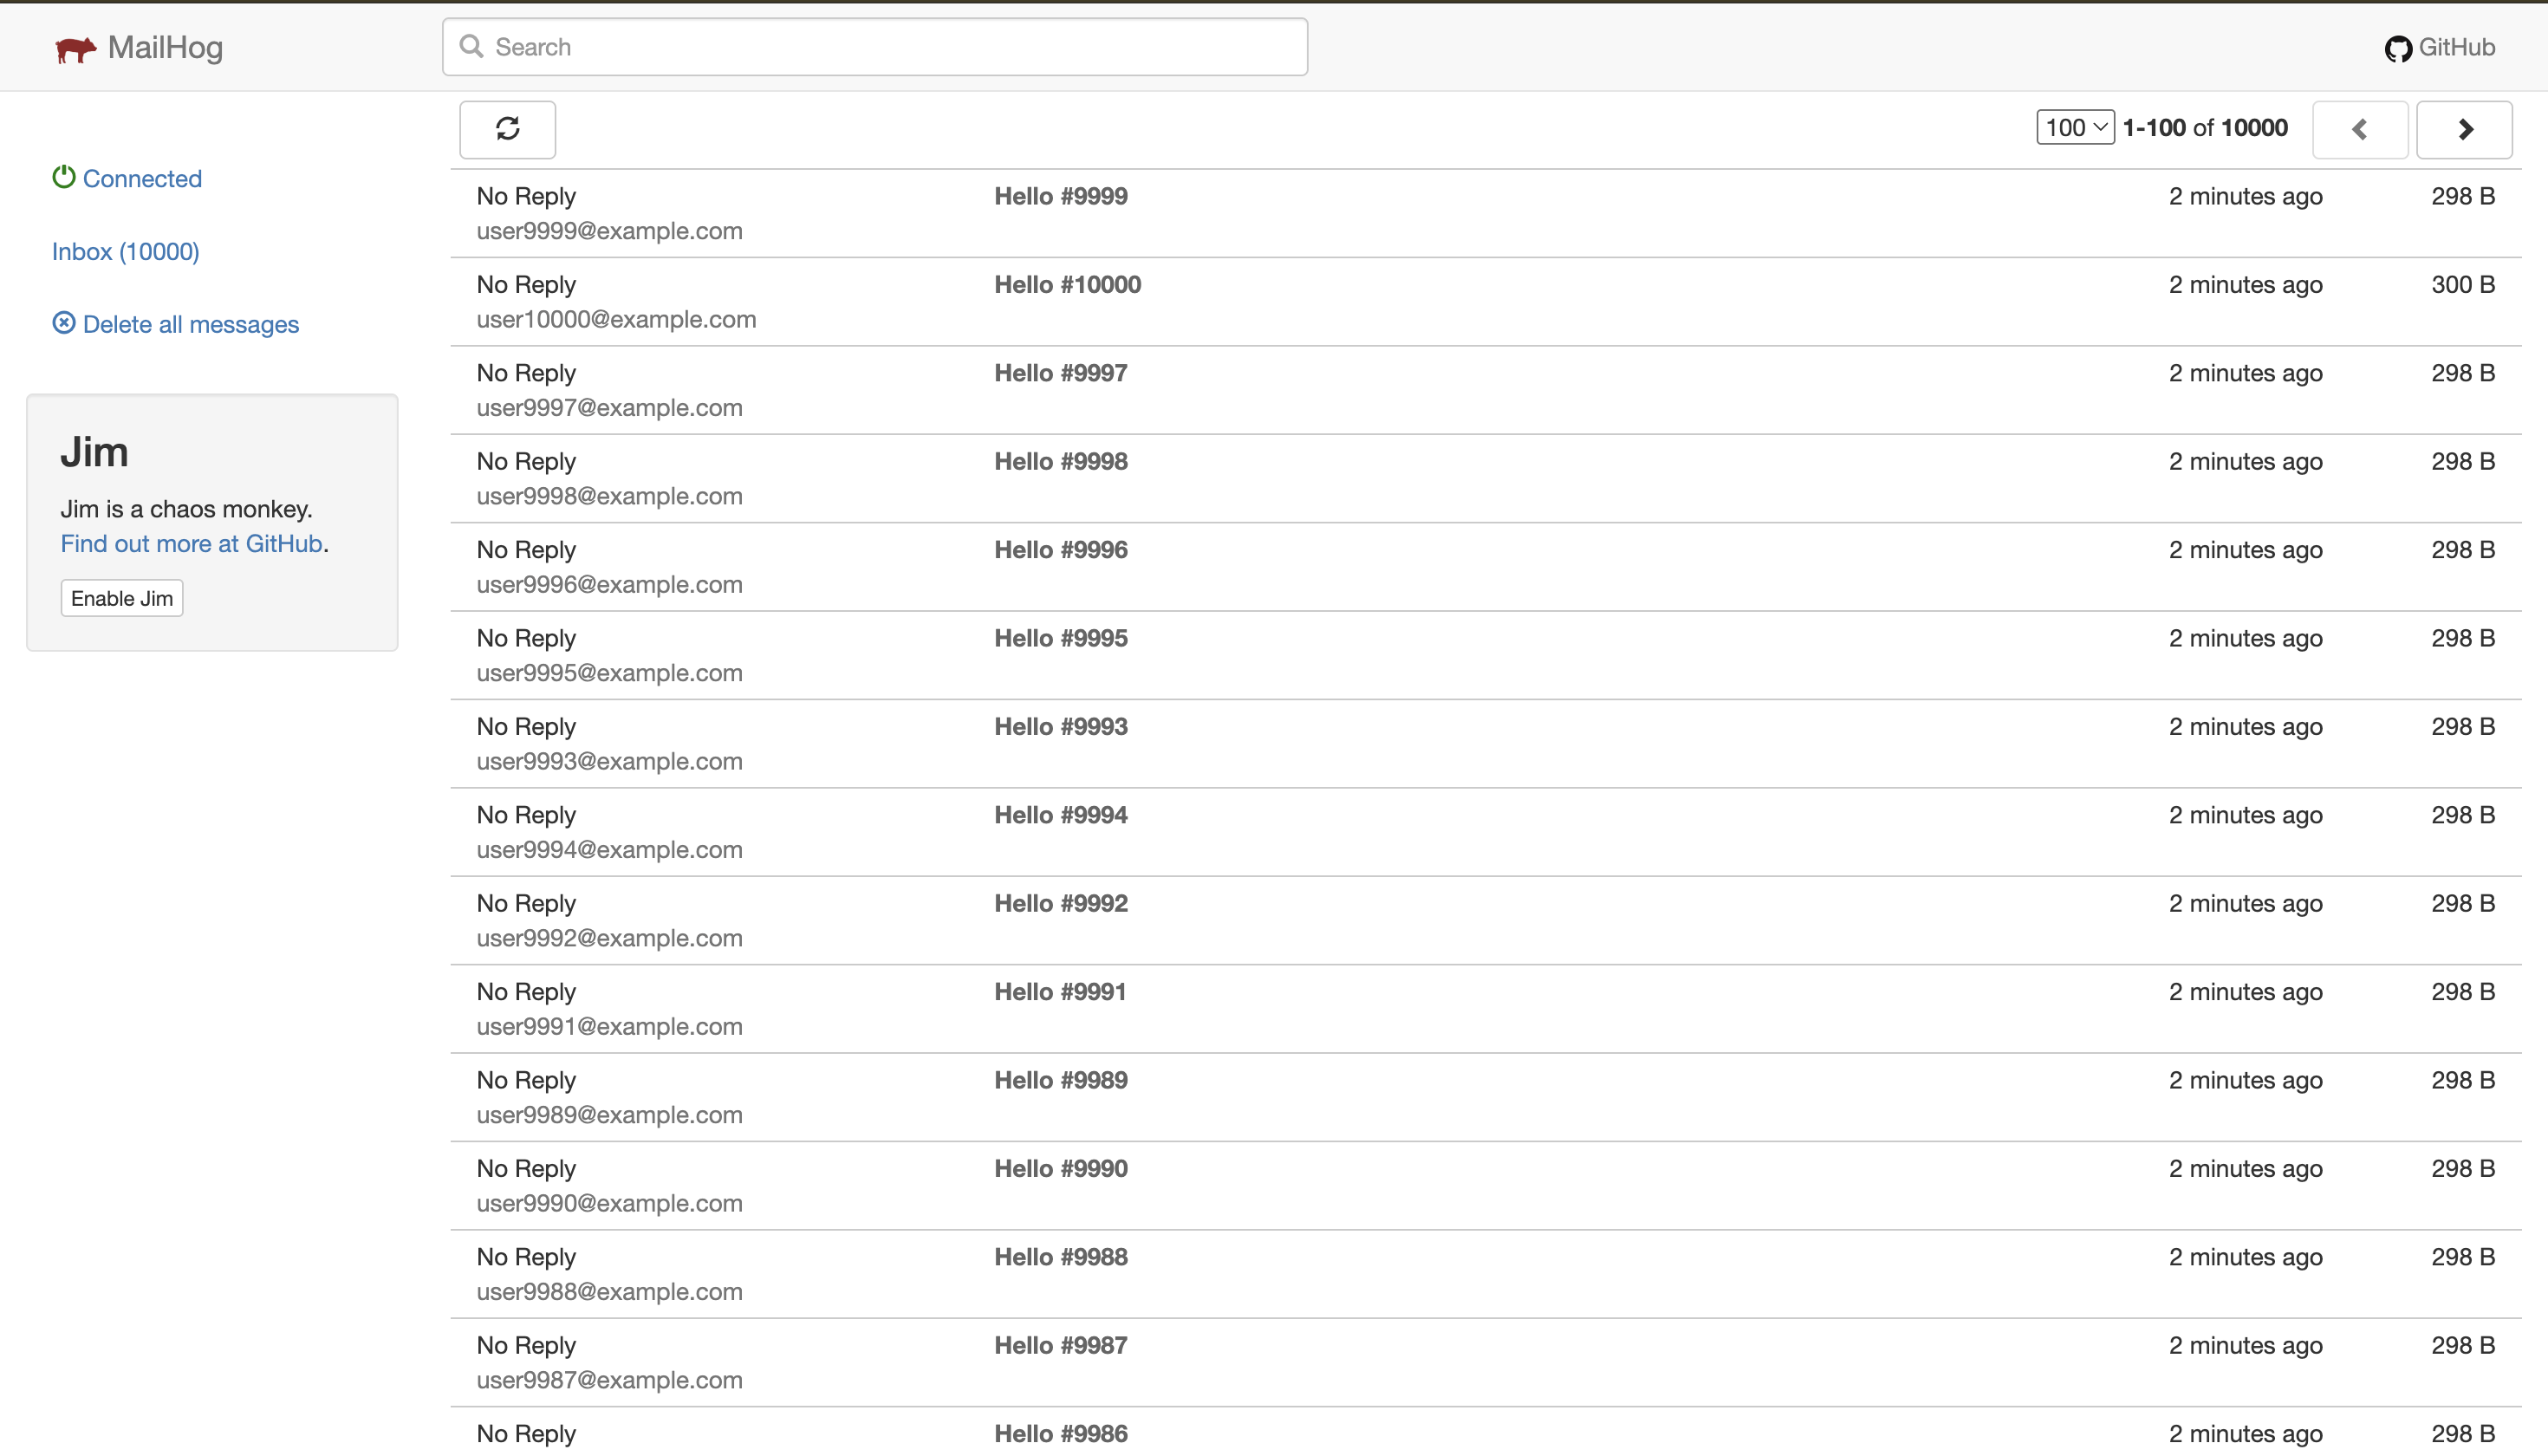 MailHog
Search
GitHub
Connected
Inbox (10000)
Delete all messages
Jim
Jim is a chaos monkey.
Find out more at GitHub.
Enable Jim
100 1-100 of 10000
No Reply Hello #9999 2 minutes ago 298 B
user9999@example.com
No Reply Hello #10000 2 minutes ago 300 B
user10000@example.com
No Reply Hello #9997 2 minutes ago 298 B
user9997@example.com
No Reply Hello #9998 2 minutes ago 298 B
user9998@example.com
No Reply Hello #9996 2 minutes ago 298 B
user9996@example.com
No Reply Hello #9995 2 minutes ago 298 B
user9995@example.com
No Reply Hello #9993 2 minutes ago 298 B
user9993@example.com
No Reply Hello #9994 2 minutes ago 298 B
user9994@example.com
No Reply Hello #9992 2 minutes ago 298 B
user9992@example.com
No Reply Hello #9991 2 minutes ago 298 B
user9991@example.com
No Reply Hello #9989 2 minutes ago 298 B
user9989@example.com
No Reply Hello #9990 2 minutes ago 298 B
user9990@example.com
No Reply Hello #9988 2 minutes ago 298 B
user9988@example.com
No Reply Hello #9987 2 minutes ago 298 B
user9987@example.com
No Reply Hello #9986 2 minutes ago 298 B